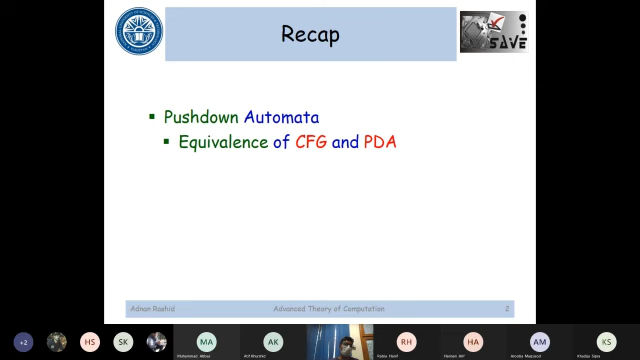 Recap
SAVE
▪ Pushdown Automata
▪ Equivalence of CFG and PDA
Adnan Rashid
Advanced Theory of Computation
2
+2
HS
SK
MA
AK
RH
HA
AM
KS